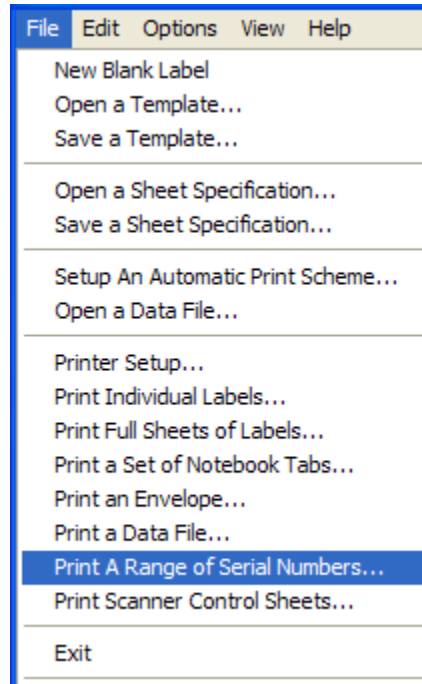 File Edit Options View Help
New Blank Label
Open a Template...
Save a Template...
Open a Sheet Specification...
Save a Sheet Specification...
Setup An Automatic Print Scheme...
Open a Data File...
Printer Setup...
Print Individual Labels...
Print Full Sheets of Labels...
Print a Set of Notebook Tabs...
Print an Envelope...
Print a Data File...
Print A Range of Serial Numbers...
Print Scanner Control Sheets...
Exit